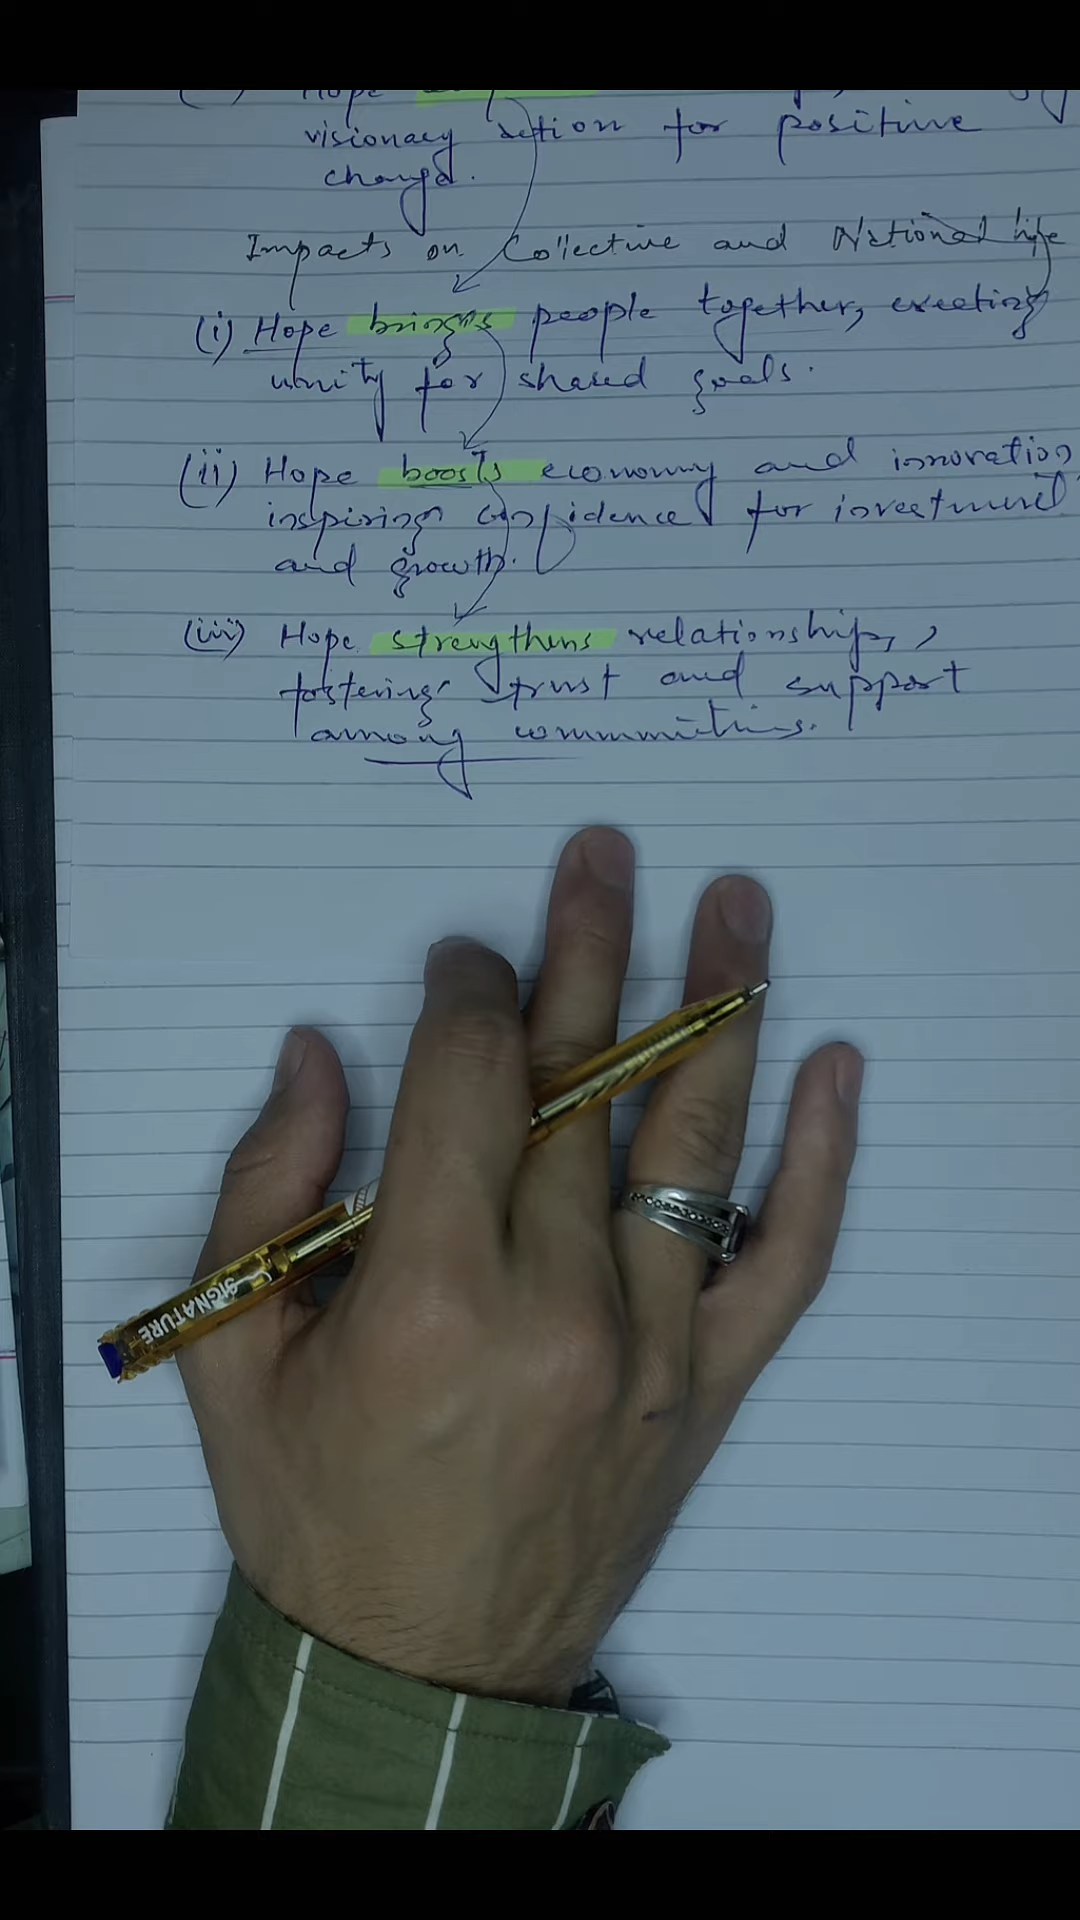 Hope
visionary action for positive
change.
Impacts on Collective and National life
(i) Hope brings people together, creating
unity for shared goals.
(ii) Hope boosts economy and innovation
inspiring confidence for investment
and growth.
(iii) Hope strengthens relationships,
fostering trust and support
among communities.
SIGNATURE